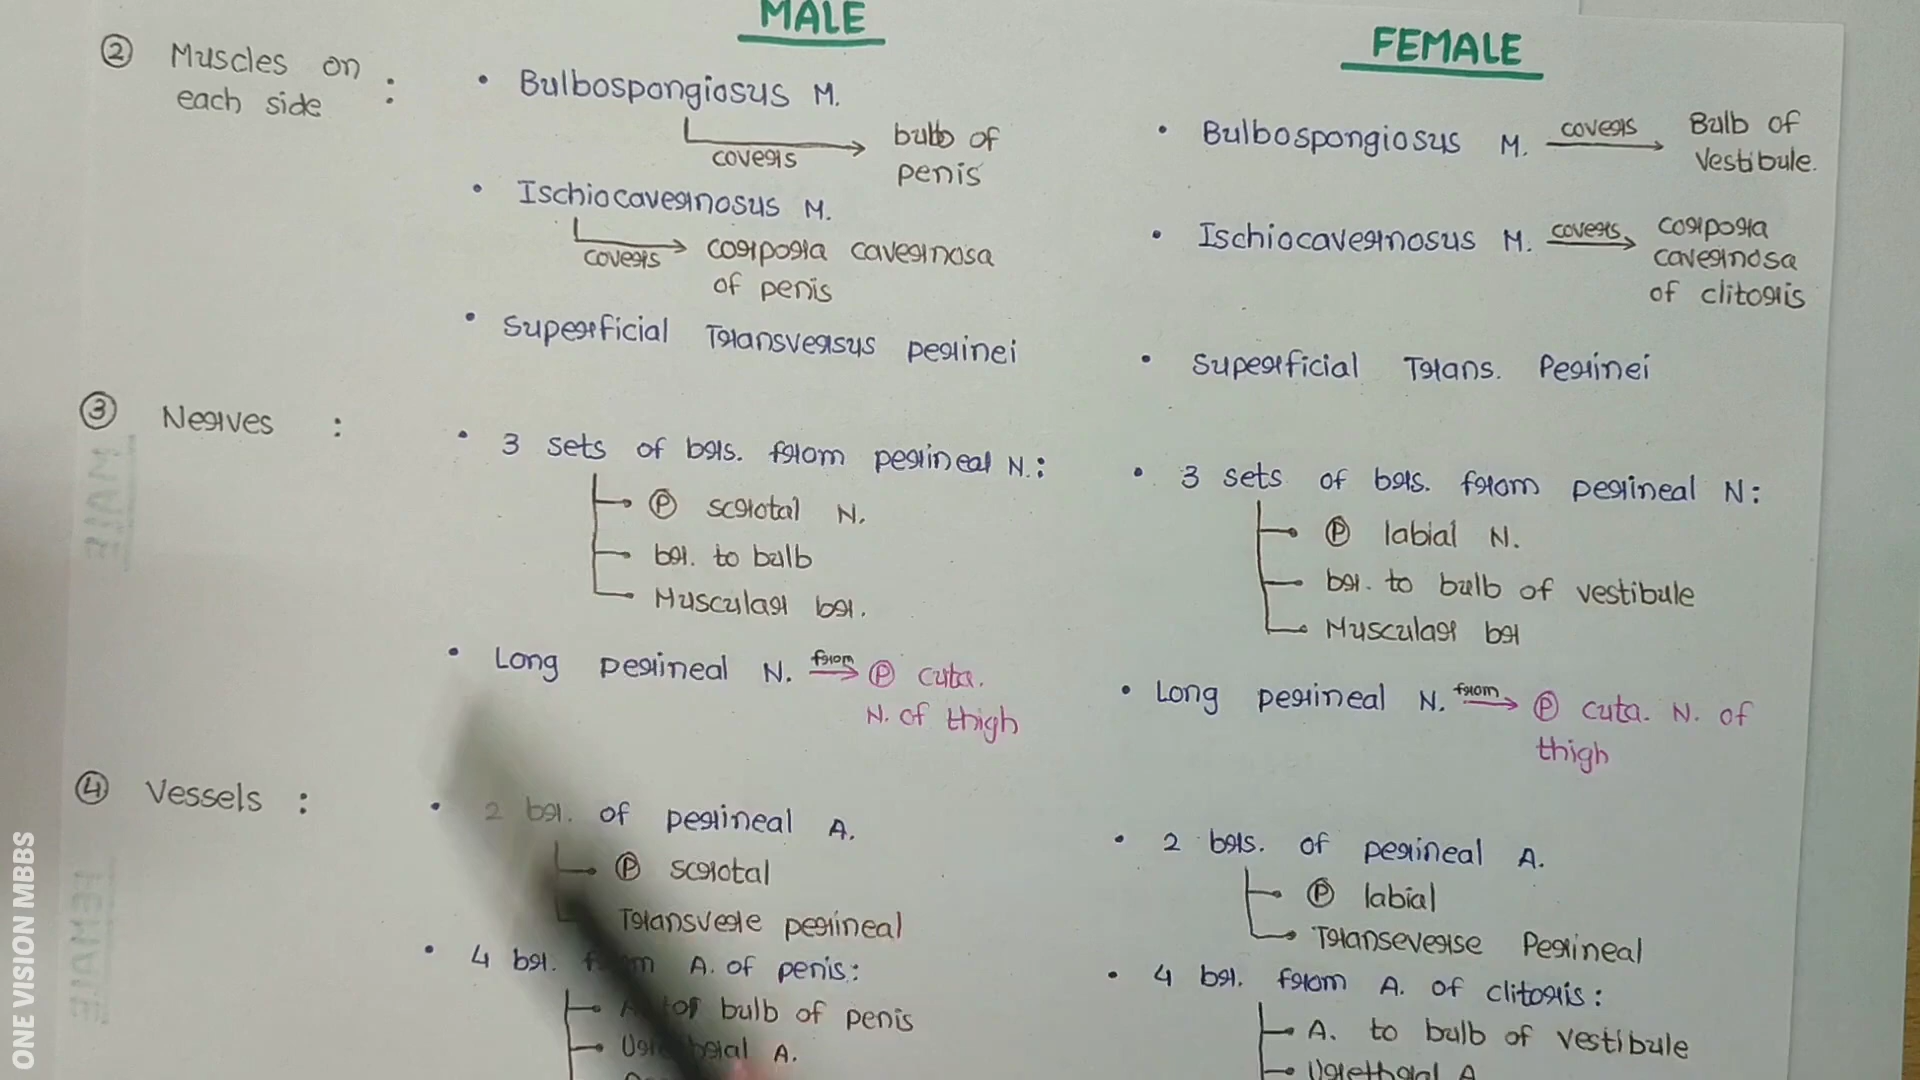 MALE
FEMALE
② Muscles on each side :
• Bulbospongiosus M.
covers → bulb of penis
• Ischiocavernosus M.
covers → corpora cavernosa of penis
• Superficial Transversus perinei
• Bulbospongiosus M. covers → Bulb of Vestibule.
• Ischiocavernosus M. covers → corpora cavernosa of clitoris
• Superficial Trans. Perinei
③ Nerves :
• 3 sets of brs. from perineal N.:
Ⓟ scrotal N.
br. to bulb
Muscular br.
• Long perineal N. from → Ⓟ cuta. N. of thigh
• 3 sets of brs. from perineal N:
Ⓟ labial N.
br. to bulb of vestibule
Muscular br
• Long perineal N. from → Ⓟ cuta. N. of thigh
④ Vessels :
• 2 br. of perineal A.
Ⓟ scrotal
Transverse perineal
• 4 br. from A. of penis:
bulb of penis
A.
• 2 brs. of perineal A.
Ⓟ labial
Transeverse Perineal
• 4 br. from A. of clitoris:
A. to bulb of vestibule
Urethral A
MALE
FEMALE
ONE VISION MBBS